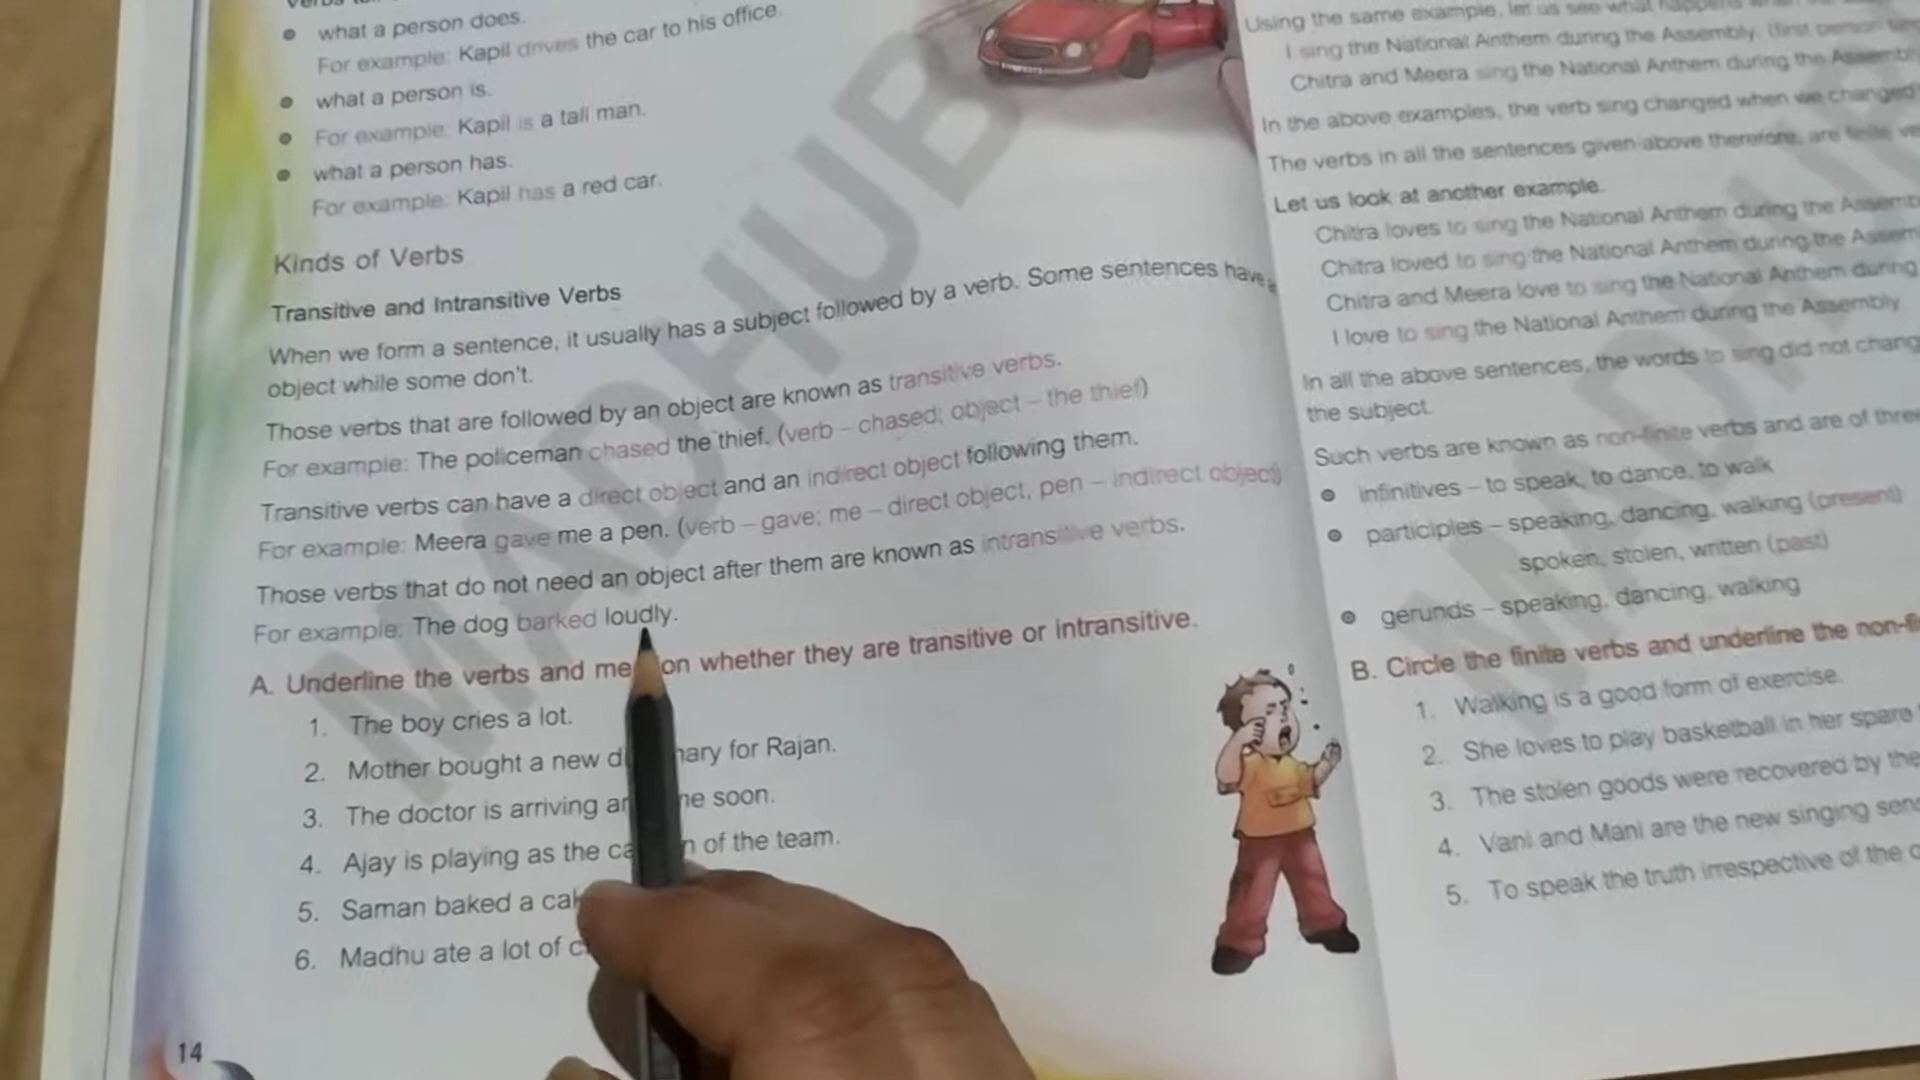 what a person does.
For example: Kapil drives the car to his office.
what a person is.
For example: Kapil is a tall man.
what a person has.
For example: Kapil has a red car.
Kinds of Verbs
Transitive and Intransitive Verbs
When we form a sentence, it usually has a subject followed by a verb. Some sentences have
object while some don't.
Those verbs that are followed by an object are known as transitive verbs.
For example: The policeman chased the thief. (verb – chased; object – the thief)
Transitive verbs can have a direct object and an indirect object following them.
For example: Meera gave me a pen. (verb – gave; me – direct object, pen – indirect object)
Those verbs that do not need an object after them are known as intransitive verbs.
For example: The dog barked loudly.
A. Underline the verbs and me on whether they are transitive or intransitive.
1. The boy cries a lot.
2. Mother bought a new d ary for Rajan.
3. The doctor is arriving soon.
4. Ajay is playing as the of the team.
5. Saman baked a
6. Madhu ate a lot of
14
MADHUB
Using the same example, let us see what happens
I sing the National Anthem during the Assembly. (first person
Chitra and Meera sing the National Anthem during the
In the above examples, the verb sing changed when we changed
The verbs in all the sentences given above therefore, are finite
Let us look at another example.
Chitra loves to sing the National Anthem during the
Chitra loved to sing the National Anthem during the
Chitra and Meera love to sing the National Anthem during
I love to sing the National Anthem during the Assembly
In all the above sentences, the words to sing did not
the subject.
Such verbs are known as non-finite verbs and are of
infinitives – to speak, to dance, to walk
participles – speaking, dancing, walking (present)
spoken, stolen, written (past)
gerunds – speaking, dancing, walking
B. Circle the finite verbs and underline the
1. Walking is a good form of exercise.
2. She loves to play basketball in her spare
3. The stolen goods were recovered by the
4. Vani and Mani are the new singing
5. To speak the truth irrespective of the